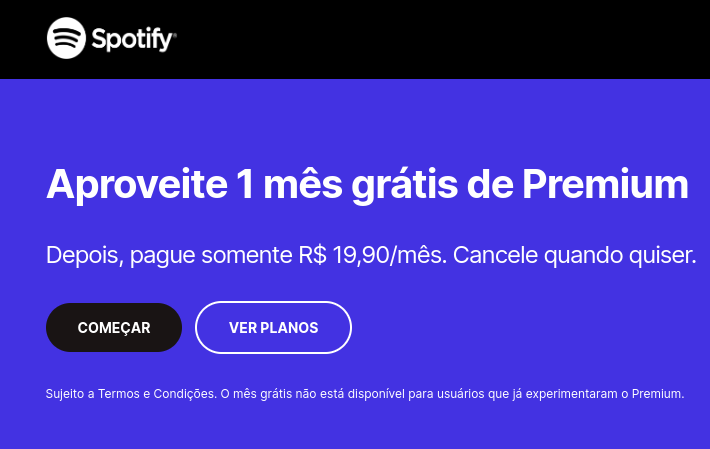 Spotify®
Aproveite 1 mês grátis de Premium
Depois, pague somente R$ 19,90/mês. Cancele quando quiser.
COMEÇAR
VER PLANOS
Sujeito a Termos e Condições. O mês grátis não está disponível para usuários que já experimentaram o Premium.